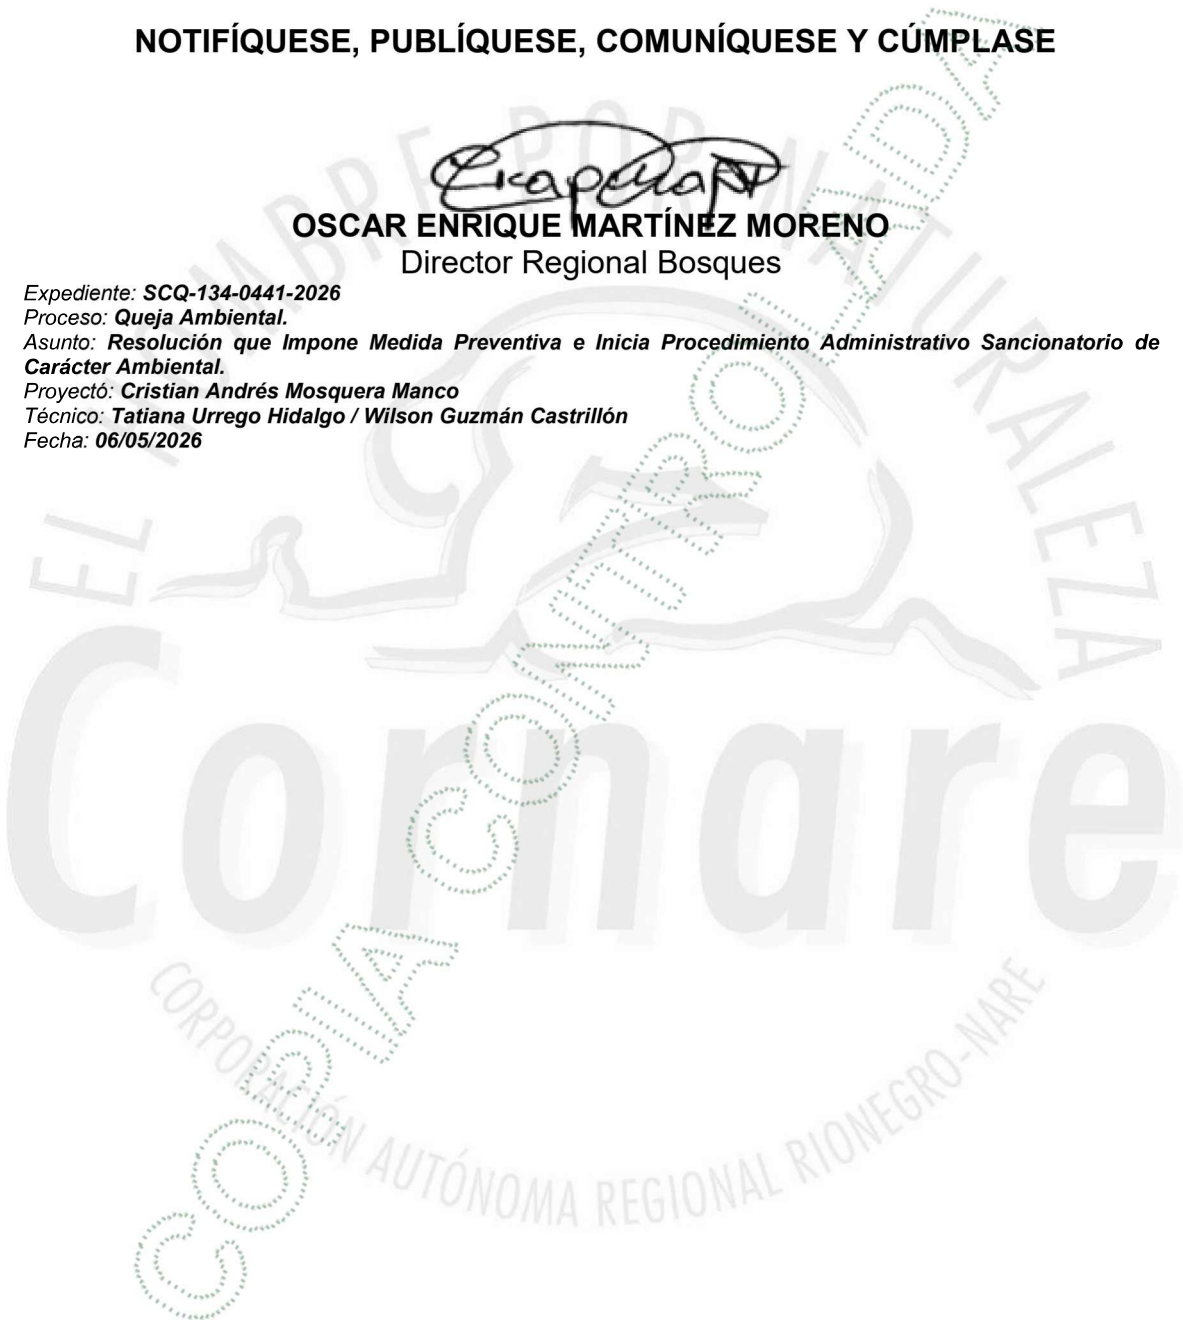 NOTIFÍQUESE, PUBLÍQUESE, COMUNÍQUESE Y CÚMPLASE
OSCAR ENRIQUE MARTÍNEZ MORENO
Director Regional Bosques
Expediente: SCQ-134-0441-2026
Proceso: Queja Ambiental.
Asunto: Resolución que Impone Medida Preventiva e Inicia Procedimiento Administrativo Sancionatorio de
Carácter Ambiental.
Proyectó: Cristian Andrés Mosquera Manco
Técnico: Tatiana Urrego Hidalgo / Wilson Guzmán Castrillón
Fecha: 06/05/2026
EL HOMBRE POR NATURALEZA
Cornare
CORPORACIÓN AUTÓNOMA REGIONAL RIONEGRO-NARE
COPIA CONTROLADA